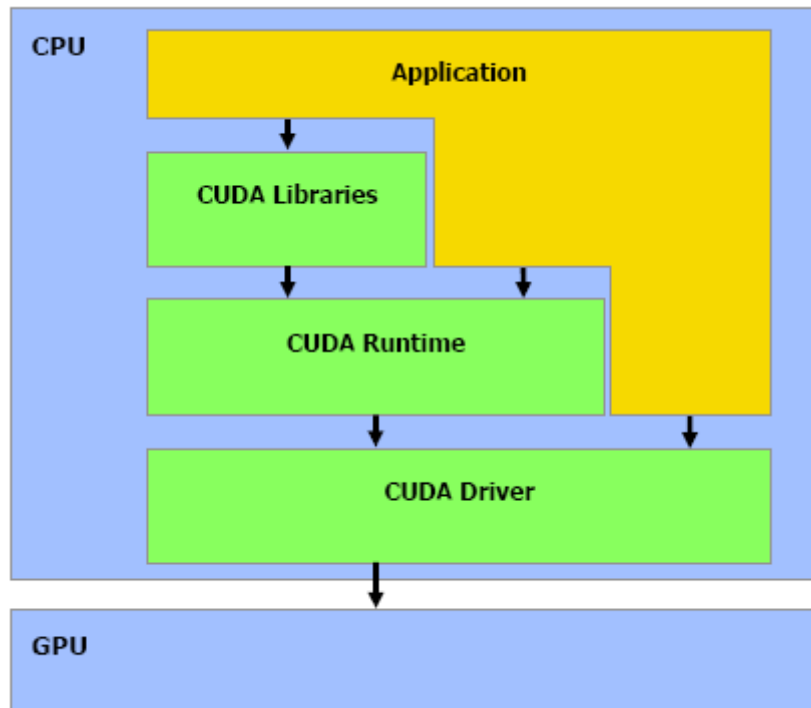 CPU
Application
CUDA Libraries
CUDA Runtime
CUDA Driver
GPU